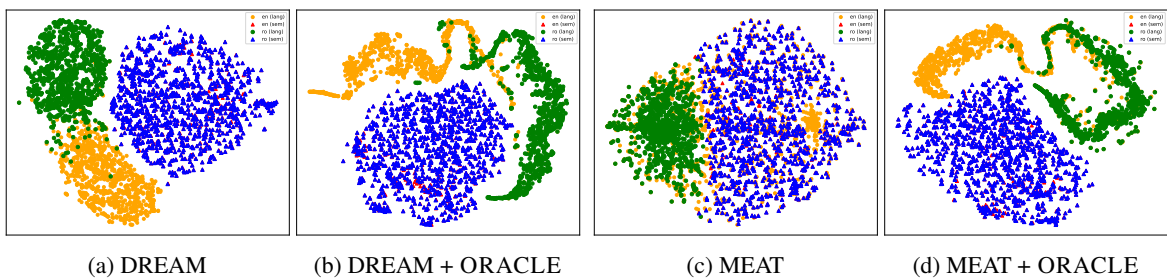 en (lang)
en (sem)
ro (lang)
ro (sem)
en (lang)
en (sem)
ro (lang)
ro (sem)
en (lang)
en (sem)
ro (lang)
ro (sem)
en (lang)
en (sem)
ro (lang)
ro (sem)
(a) DREAM
(b) DREAM + ORACLE
(c) MEAT
(d) MEAT + ORACLE